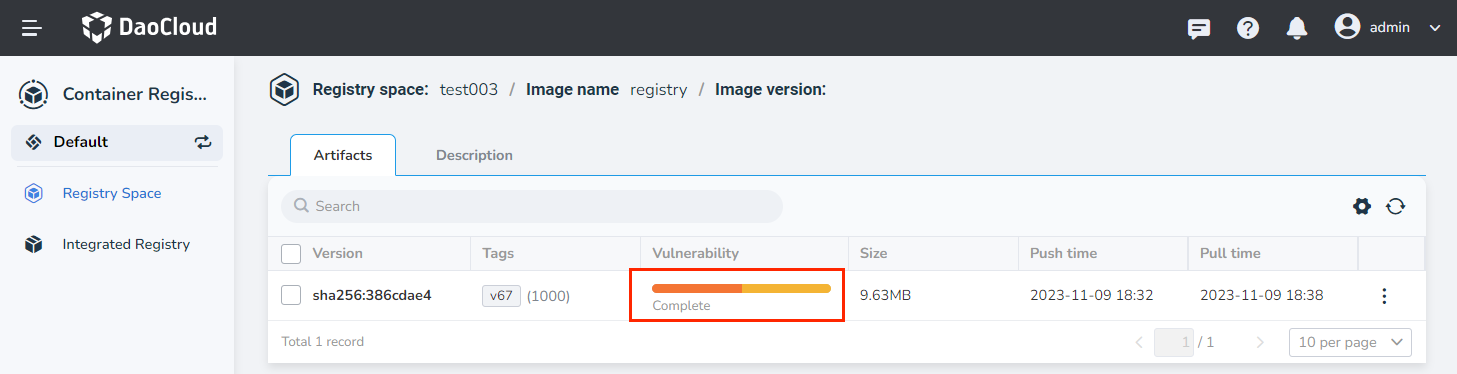 DaoCloud
admin
Container Regis...
Default
Registry Space
Integrated Registry
Registry space: test003 / Image name registry / Image version:
Artifacts Description
Search
Version Tags Vulnerability Size Push time Pull time
sha256:386cdae4 v67 (1000) Complete 9.63MB 2023-11-09 18:32 2023-11-09 18:38
Total 1 record 1 / 1 10 per page